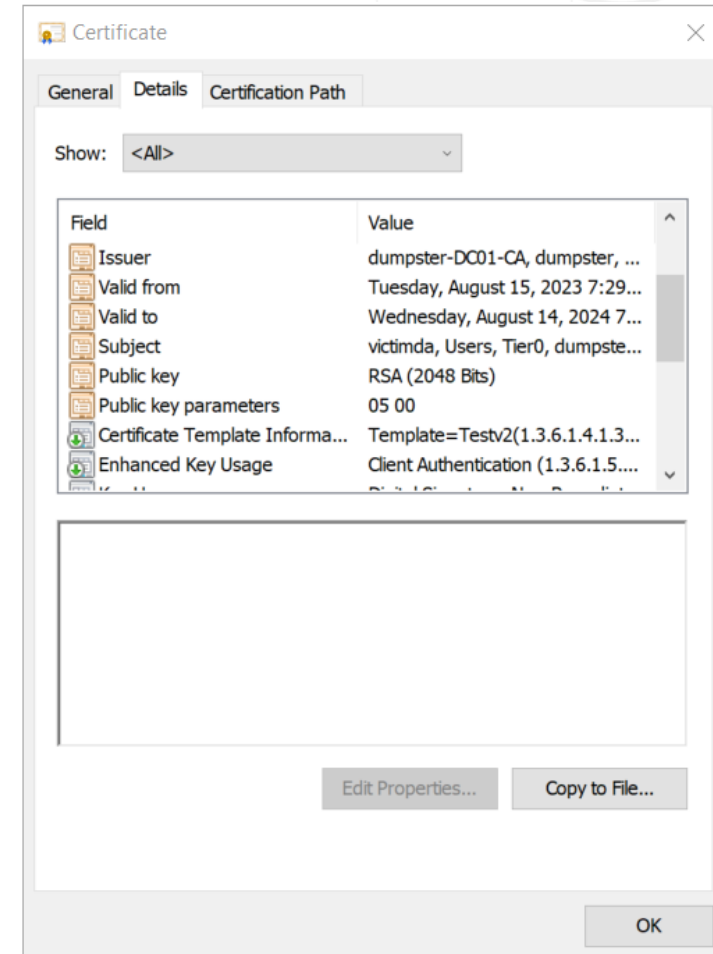 Certificate
General Details Certification Path
Show: <All>
Field Value
Issuer dumpster-DC01-CA, dumpster, ...
Valid from Tuesday, August 15, 2023 7:29...
Valid to Wednesday, August 14, 2024 7...
Subject victimda, Users, Tier0, dumpste...
Public key RSA (2048 Bits)
Public key parameters 05 00
Certificate Template Informa... Template=Testv2(1.3.6.1.4.1.3...
Enhanced Key Usage Client Authentication (1.3.6.1.5....
Edit Properties... Copy to File...
OK